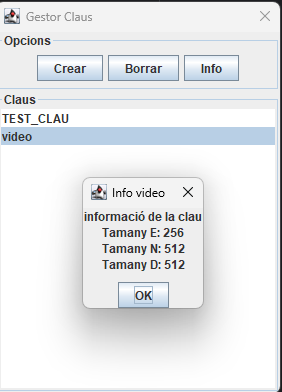 Gestor Claus
Opcions
Crear Borrar Info
Claus
TEST_CLAU
video
Info video
informació de la clau
Tamany E: 256
Tamany N: 512
Tamany D: 512
OK